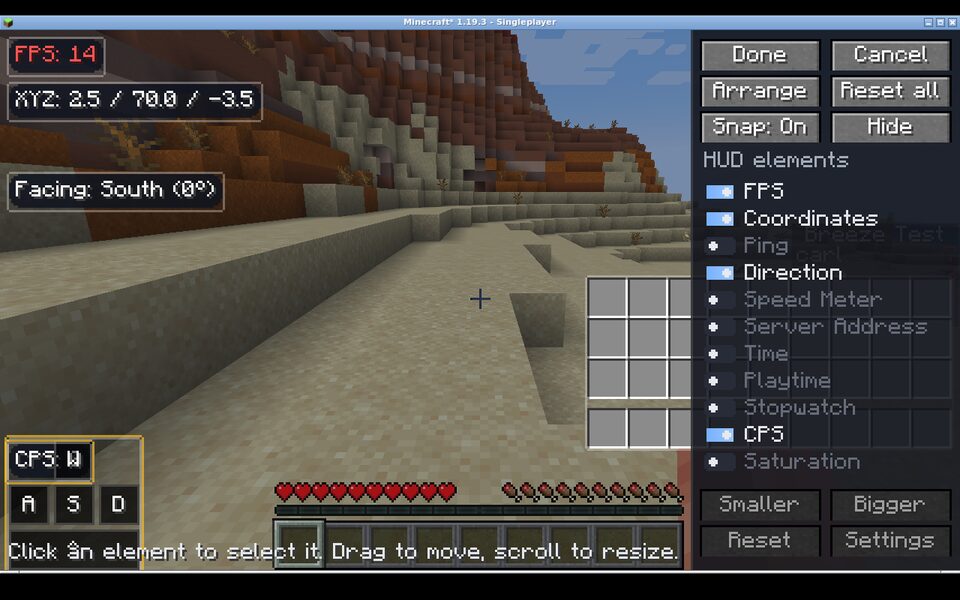 Minecraft* 1.19.3 - Singleplayer
FPS: 14
XYZ: 2.5 / 70.0 / -3.5
Facing: South (0°)
Done
Cancel
Arrange
Reset all
Snap: On
Hide
HUD elements
FPS
Coordinates
Ping
Direction
Speed Meter
Server Address
Time
Playtime
Stopwatch
CPS
Saturation
Smaller
Bigger
Reset
Settings
CPS: W
A
S
D
Click an element to select it. Drag to move, scroll to resize.